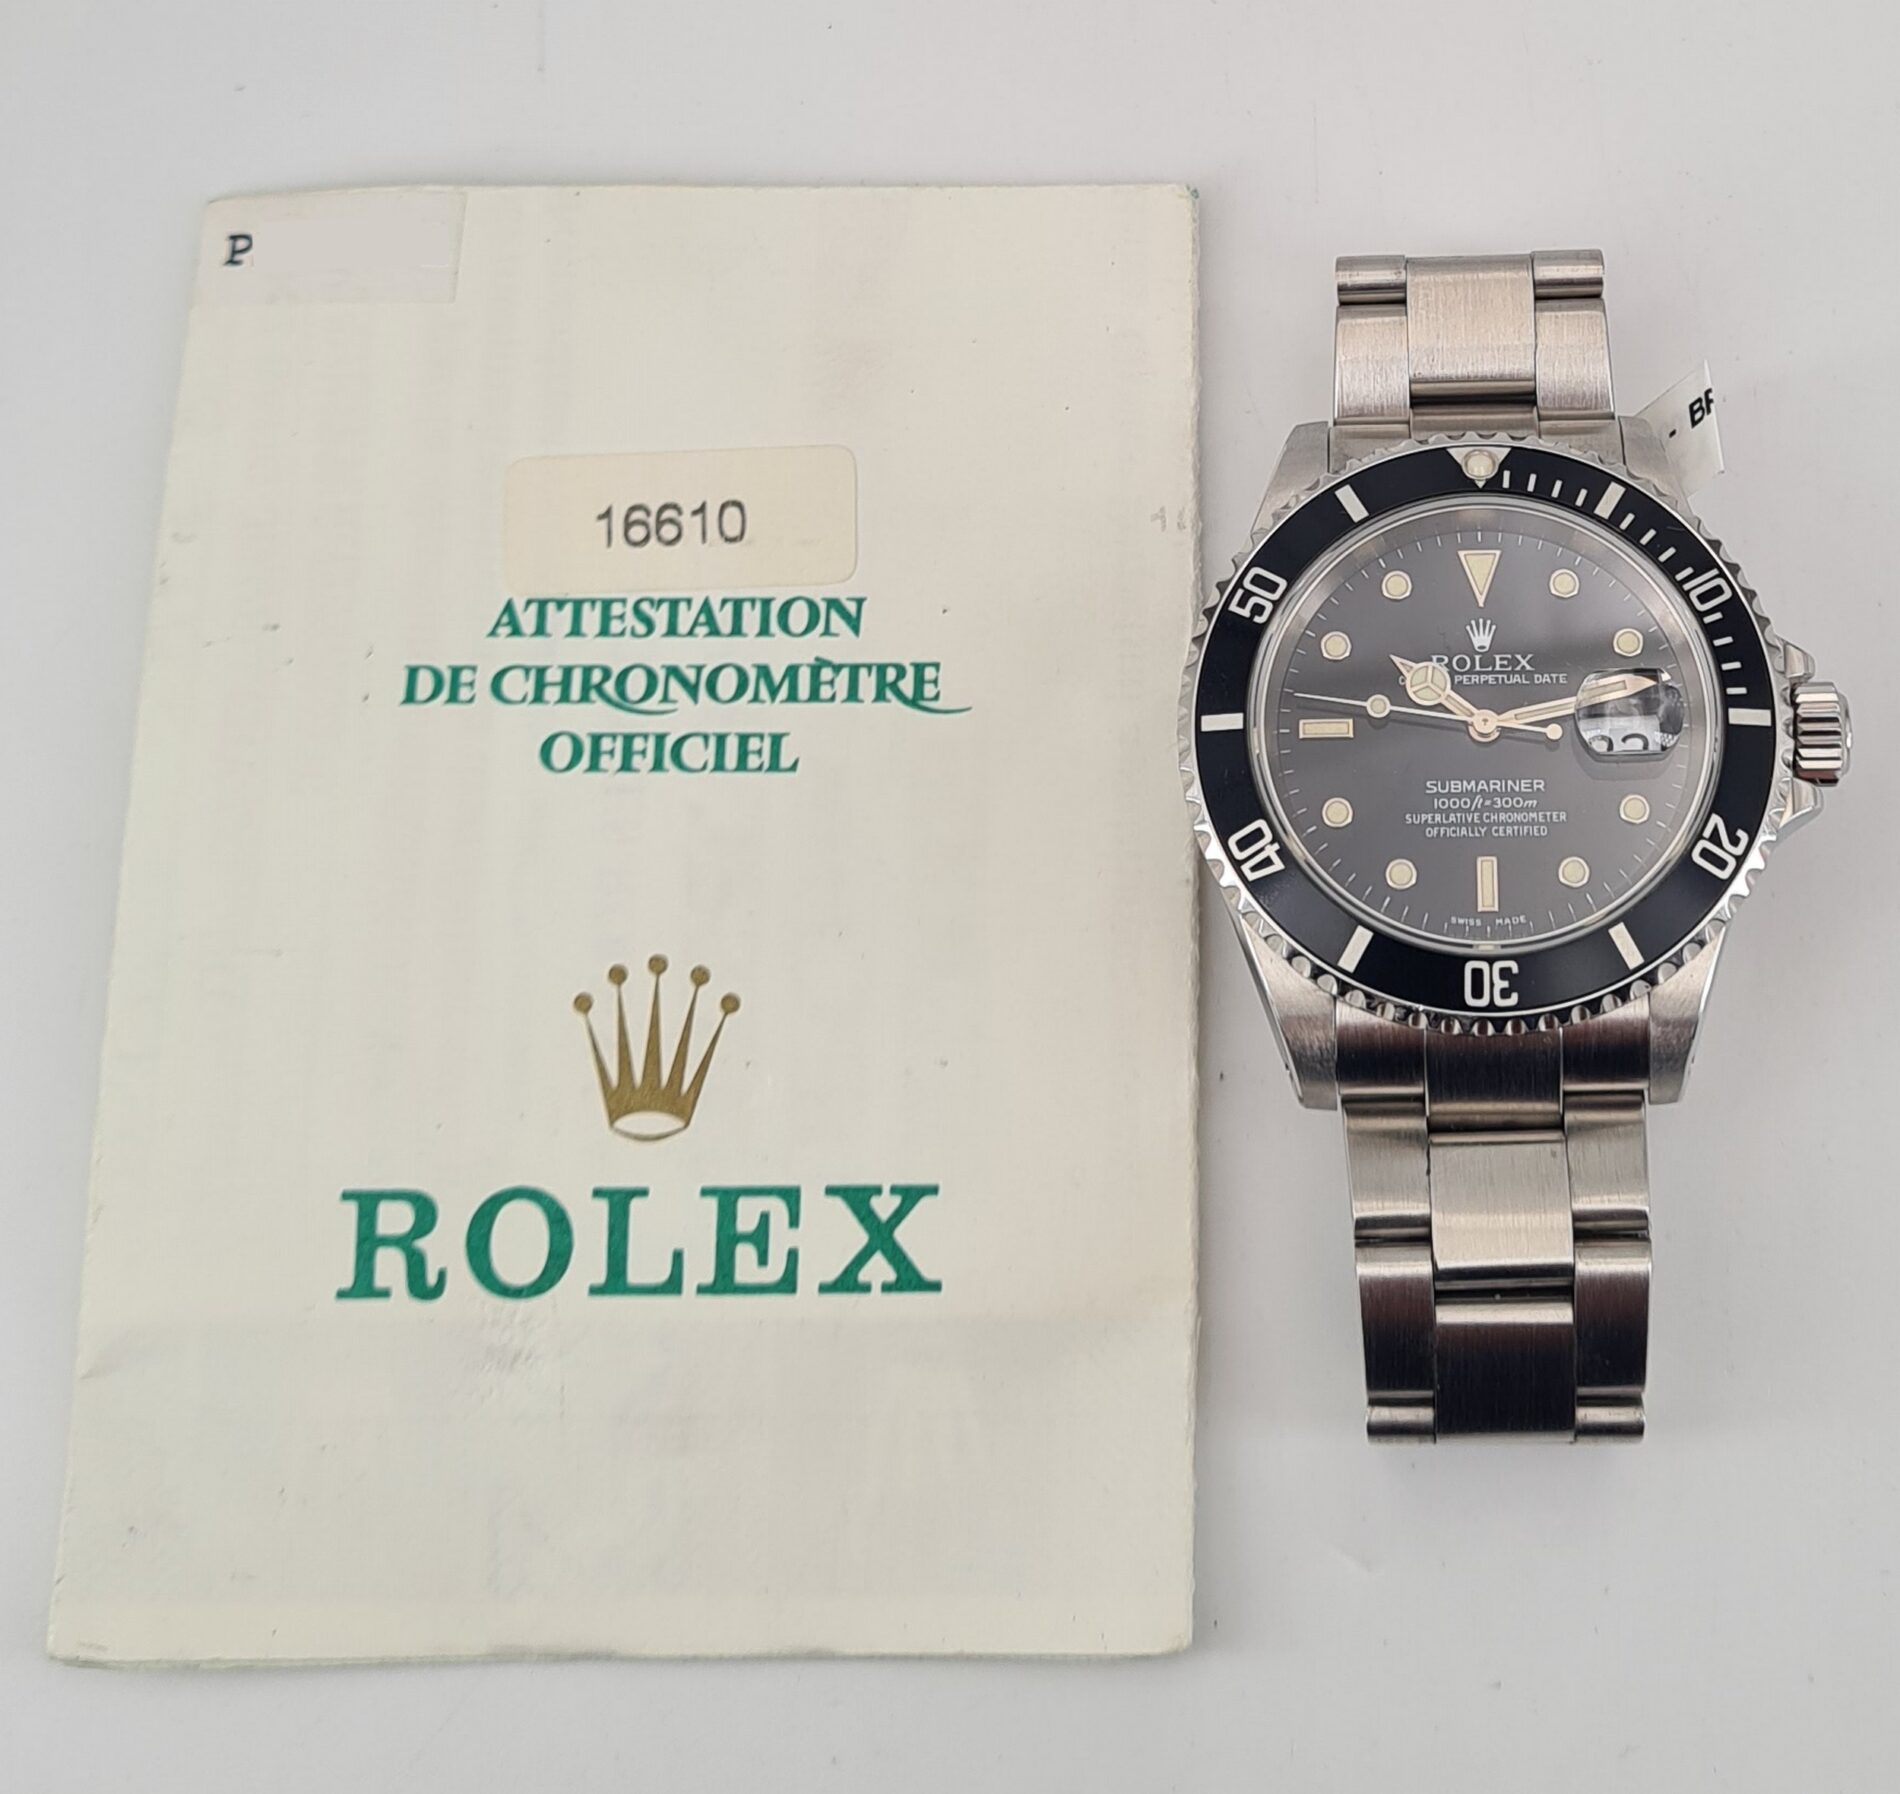 P
16610
ATTESTATION
DE CHRONOMÈTRE
OFFICIEL
ROLEX
- BR
50
10
20
30
40
ROLEX
PERPETUAL DATE
SUBMARINER
1000ft=300m
SUPERLATIVE CHRONOMETER
OFFICIALLY CERTIFIED
SWISS MADE